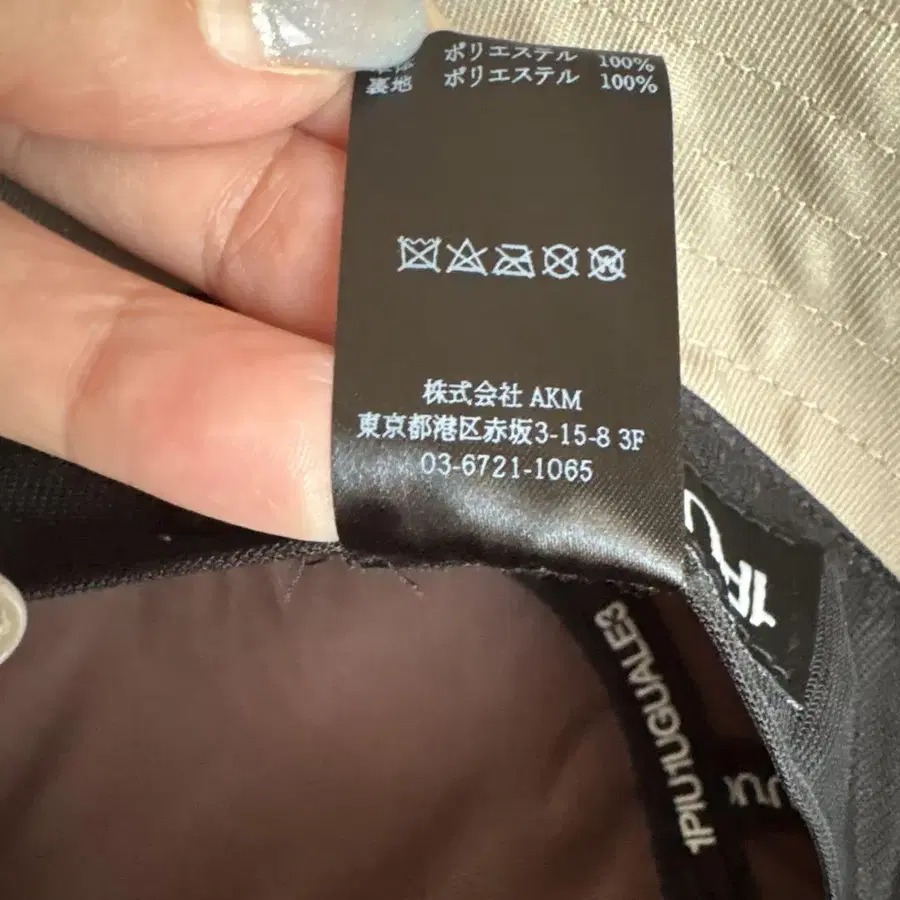 ポリエステル 100%
裏地 ポリエステル 100%
株式会社 AKM
東京都港区赤坂3-15-8 3F
03-6721-1065
1PIU1UGUALE3